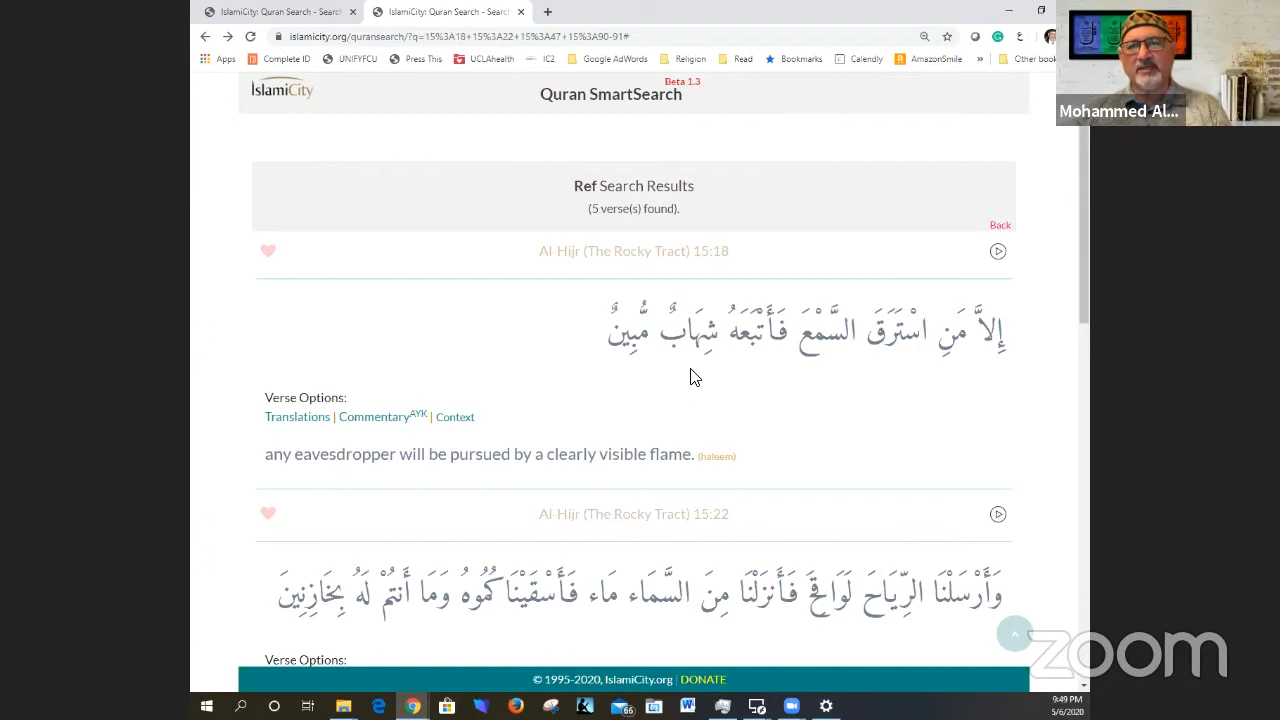 IslamiCity: Quran Search - Search
IslamiCity: Quran Search - Search
islamicity.org/quransearch/?q=15%3A18+15%3A22+15%3A47+15%3A90-91#
Apps
Complete ID
UNIFYFCU
Press This
UCLAHealth
IC2
Google AdWords
Religion
Read
Bookmarks
Calendly
AmazonSmile
»
Other book
Mohammed Al...
IslamiCity
Beta 1.3
Quran SmartSearch
Ref Search Results
(5 verse(s) found).
Back
Al-Hijr (The Rocky Tract) 15:18
إِلاَّ مَنِ اسْتَرَقَ السَّمْعَ فَأَتْبَعَهُ شِهَابٌ مُّبِينٌ
Verse Options:
Translations | CommentaryAYK | Context
any eavesdropper will be pursued by a clearly visible flame. (haleem)
Al-Hijr (The Rocky Tract) 15:22
وَأَرْسَلْنَا الرِّيَاحَ لَوَاقِحَ فَأَنزَلْنَا مِنَ السَّمَاء مَاء فَأَسْقَيْنَاكُمُوهُ وَمَا أَنتُمْ لَهُ بِخَازِنِينَ
Verse Options:
zoom
© 1995-2020, IslamiCity.org | DONATE
66
9:49 PM
5/6/2020